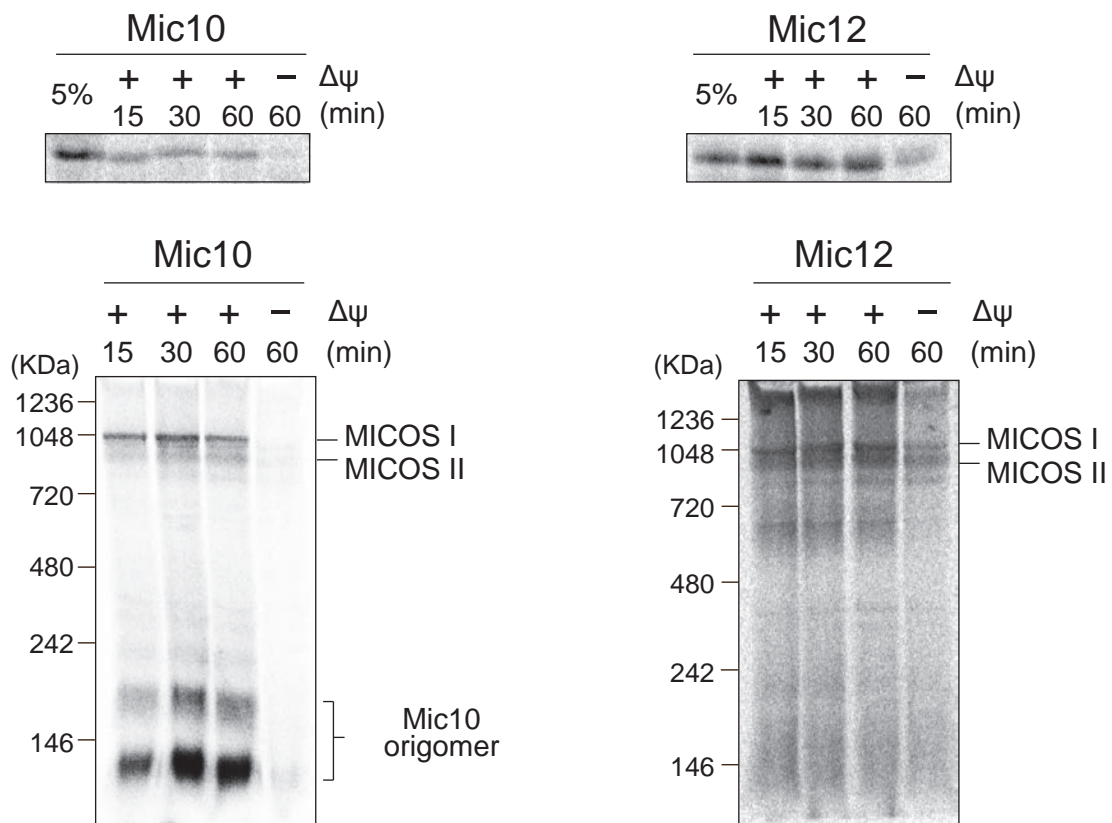 Mic10
5% + + + − Δψ
15 30 60 60 (min)
Mic12
5% + + + − Δψ
15 30 60 60 (min)
Mic10
+ + + − Δψ
(KDa) 15 30 60 60 (min)
1236
1048
720
480
242
146
MICOS I
MICOS II
Mic10
origomer
Mic12
+ + + − Δψ
(KDa) 15 30 60 60 (min)
1236
1048
720
480
242
146
MICOS I
MICOS II